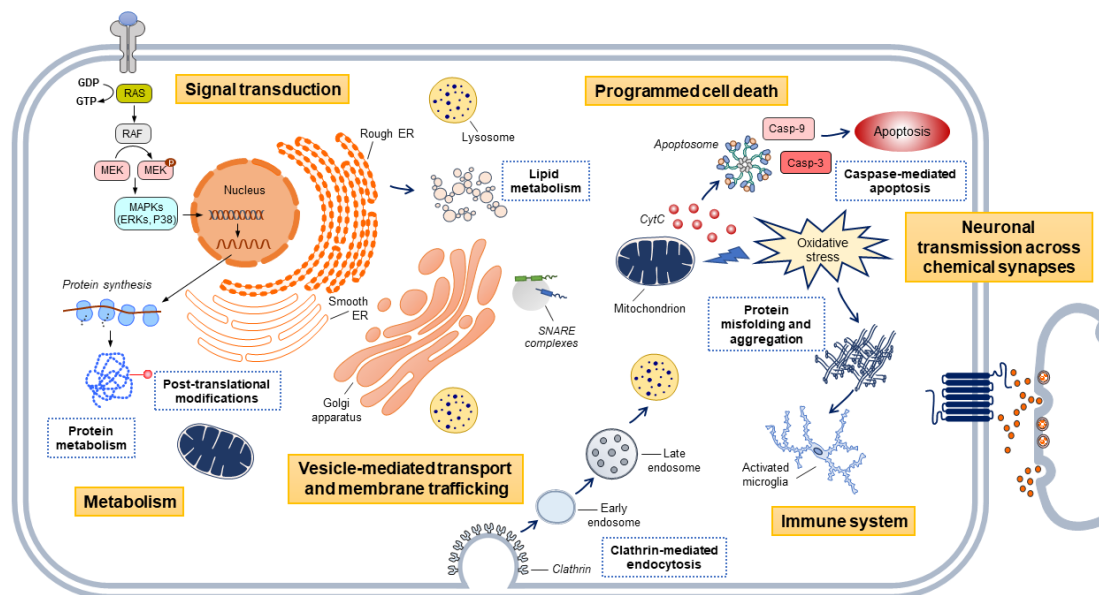 GDP
GTP
RAS
RAF
MEK
MEK
P
MAPKs
(ERKs, P38)
Signal transduction
Nucleus
Rough ER
Lysosome
Lipid
metabolism
Protein synthesis
Smooth
ER
Post-translational
modifications
Protein
metabolism
Metabolism
Golgi
apparatus
SNARE
complexes
Vesicle-mediated transport
and membrane trafficking
Late
endosome
Early
endosome
Clathrin
Clathrin-mediated
endocytosis
Programmed cell death
Apoptosome
Casp-9
Casp-3
Apoptosis
Caspase-mediated
apoptosis
CytC
Mitochondrion
Oxidative
stress
Protein
misfolding and
aggregation
Activated
microglia
Immune system
Neuronal
transmission across
chemical synapses